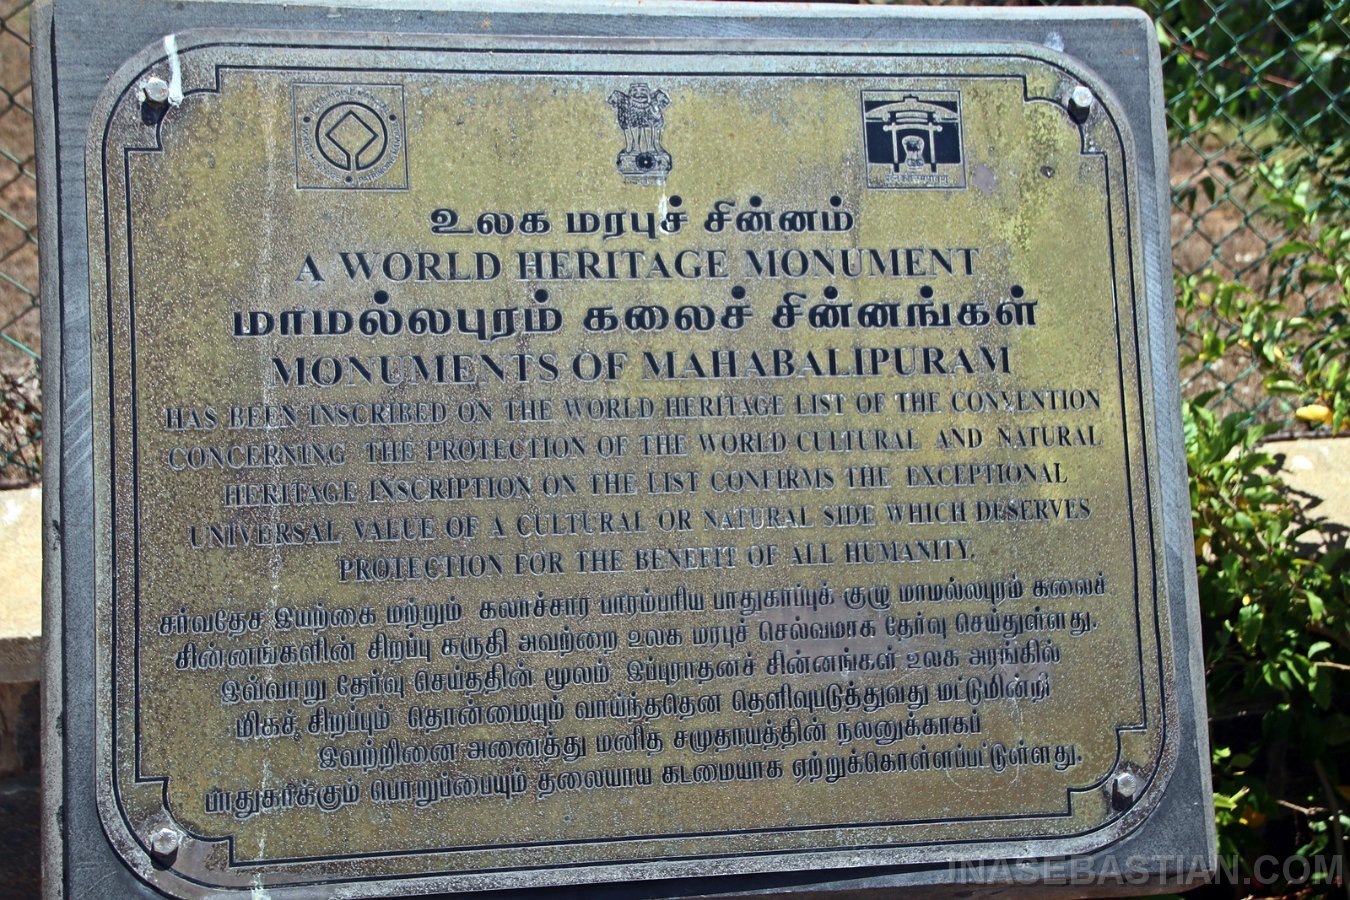 உலக மரபுச் சின்னம்
A WORLD HERITAGE MONUMENT
மாமல்லபுரம் கலைச் சின்னங்கள்
MONUMENTS OF MAHABALIPURAM
HAS BEEN INSCRIBED ON THE WORLD HERITAGE LIST OF THE CONVENTION
CONCERNING THE PROTECTION OF THE WORLD CULTURAL AND NATURAL
HERITAGE INSCRIPTION ON THE LIST CONFIRMS THE EXCEPTIONAL
UNIVERSAL VALUE OF A CULTURAL OR NATURAL SIDE WHICH DESERVES
PROTECTION FOR THE BENEFIT OF ALL HUMANITY.
சர்வதேச இயற்கை மற்றும் கலாச்சார பாரம்பரிய பாதுகாப்புக் குழு மாமல்லபுரம் கலைச்
சின்னங்களின் சிறப்பு கருதி அவற்றை உலக மரபுச் செல்வமாக தேர்வு செய்துள்ளது.
இவ்வாறு தேர்வு செய்ததின் மூலம் இப்புராதனச் சின்னங்கள் உலக அரங்கில்
மிகச் சிறப்பும் தொன்மையும் வாய்ந்ததென தெளிவுபடுத்துவது மட்டுமின்றி
இவற்றினை அனைத்து மனித சமுதாயத்தின் நலனுக்காகப்
பாதுகாக்கும் பொறுப்பையும் தலையாய கடமையாக ஏற்றுக்கொள்ளப்பட்டுள்ளது.
JNASEBASTIAN.COM